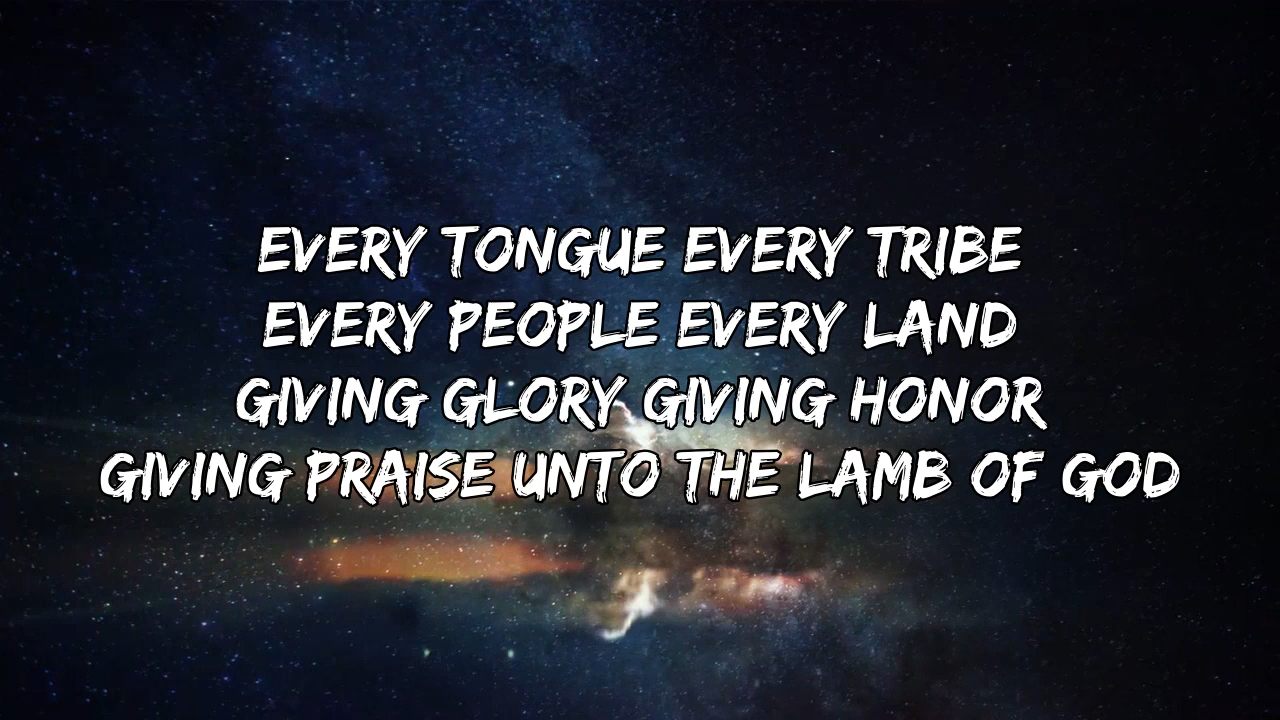 EVERY TONGUE EVERY TRIBE
EVERY PEOPLE EVERY LAND
GIVING GLORY GIVING HONOR
GIVING PRAISE UNTO THE LAMB OF GOD